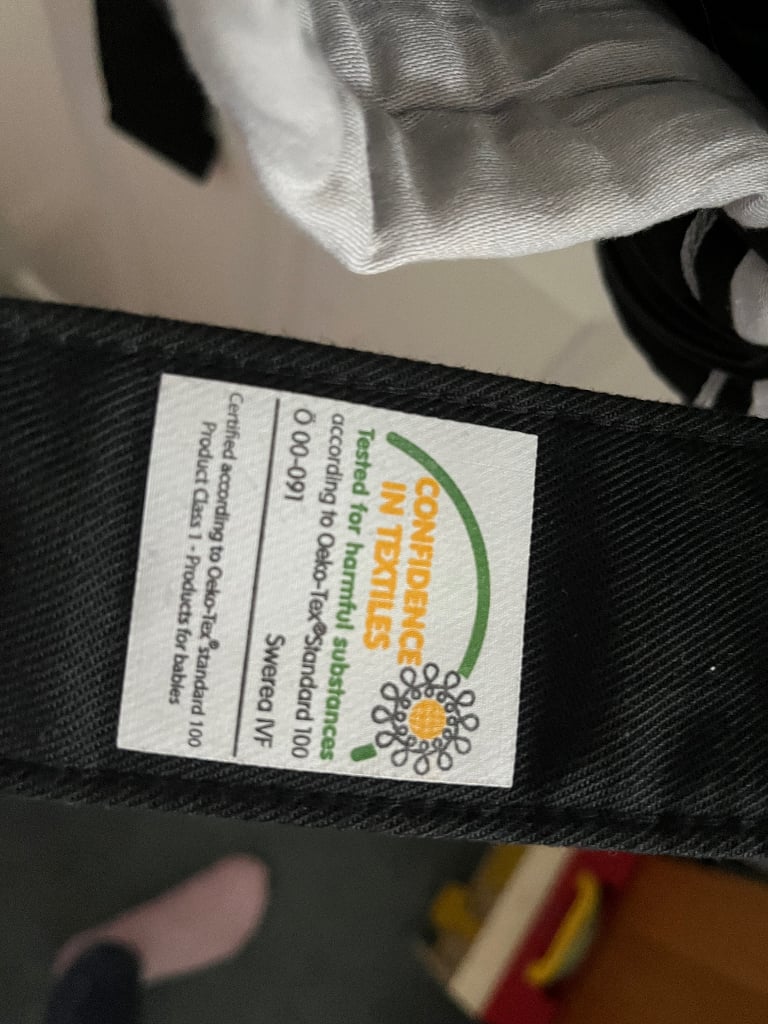 CONFIDENCE
IN TEXTILES
Tested for harmful substances
according to Oeko-Tex®Standard 100
Ö 00-091 Swerea IVF
Certified according to Oeko-Tex® standard 100
Product Class 1 - Products for babies